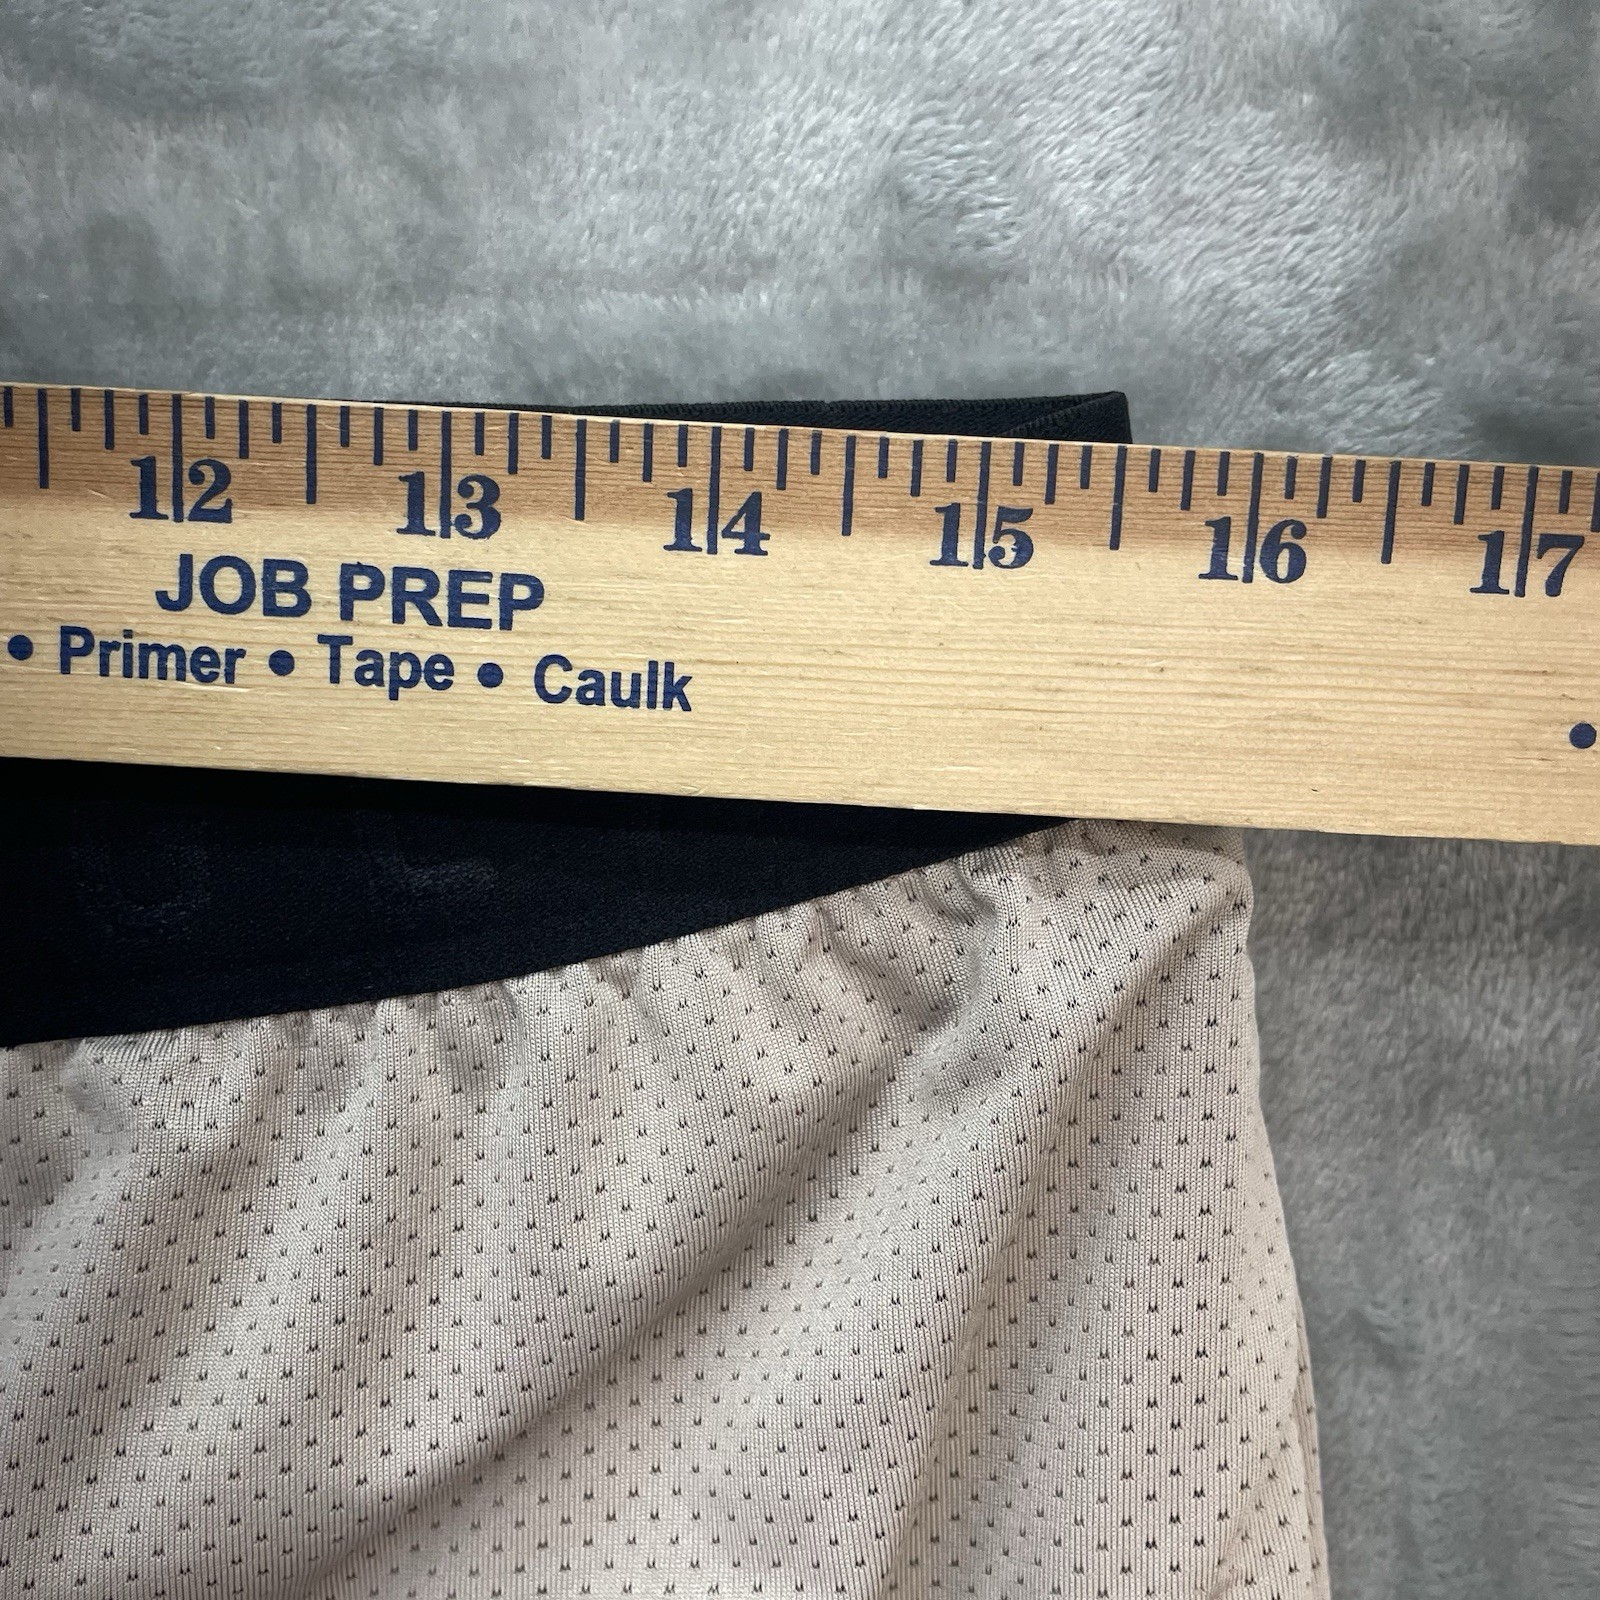 12 13 14 15 16 17
JOB PREP
• Primer • Tape • Caulk •